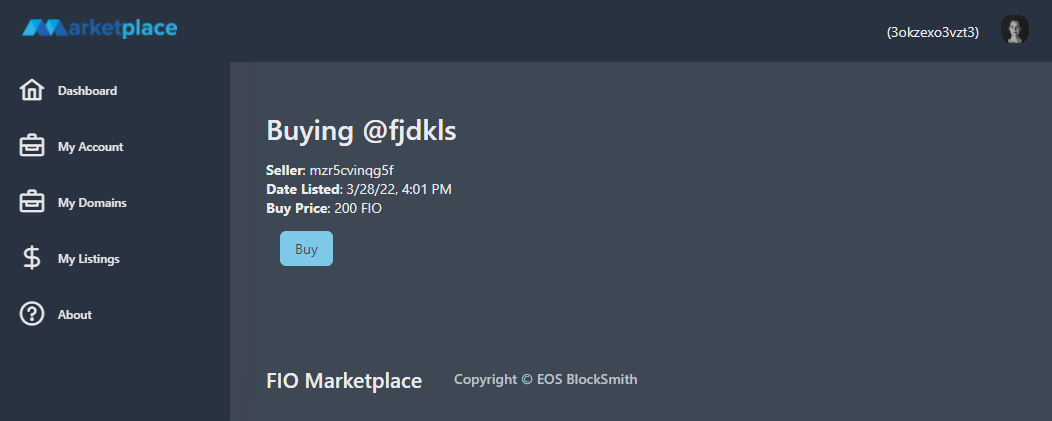 Marketplace
(3okzexo3vzt3)
Dashboard
My Account
My Domains
My Listings
About
Buying @fjdkls
Seller: mzr5cvinqg5f
Date Listed: 3/28/22, 4:01 PM
Buy Price: 200 FIO
Buy
FIO Marketplace
Copyright © EOS BlockSmith